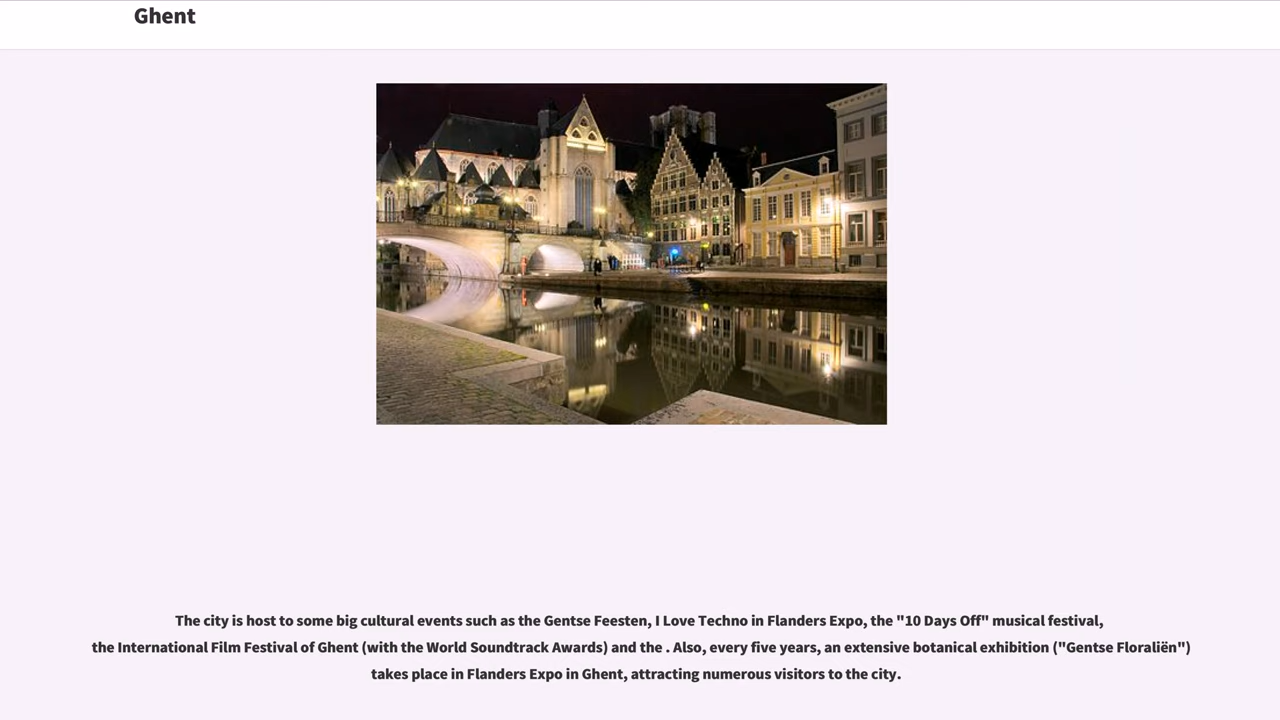 Ghent
The city is host to some big cultural events such as the Gentse Feesten, I Love Techno in Flanders Expo, the "10 Days Off" musical festival,
the International Film Festival of Ghent (with the World Soundtrack Awards) and the . Also, every five years, an extensive botanical exhibition ("Gentse Floraliën")
takes place in Flanders Expo in Ghent, attracting numerous visitors to the city.